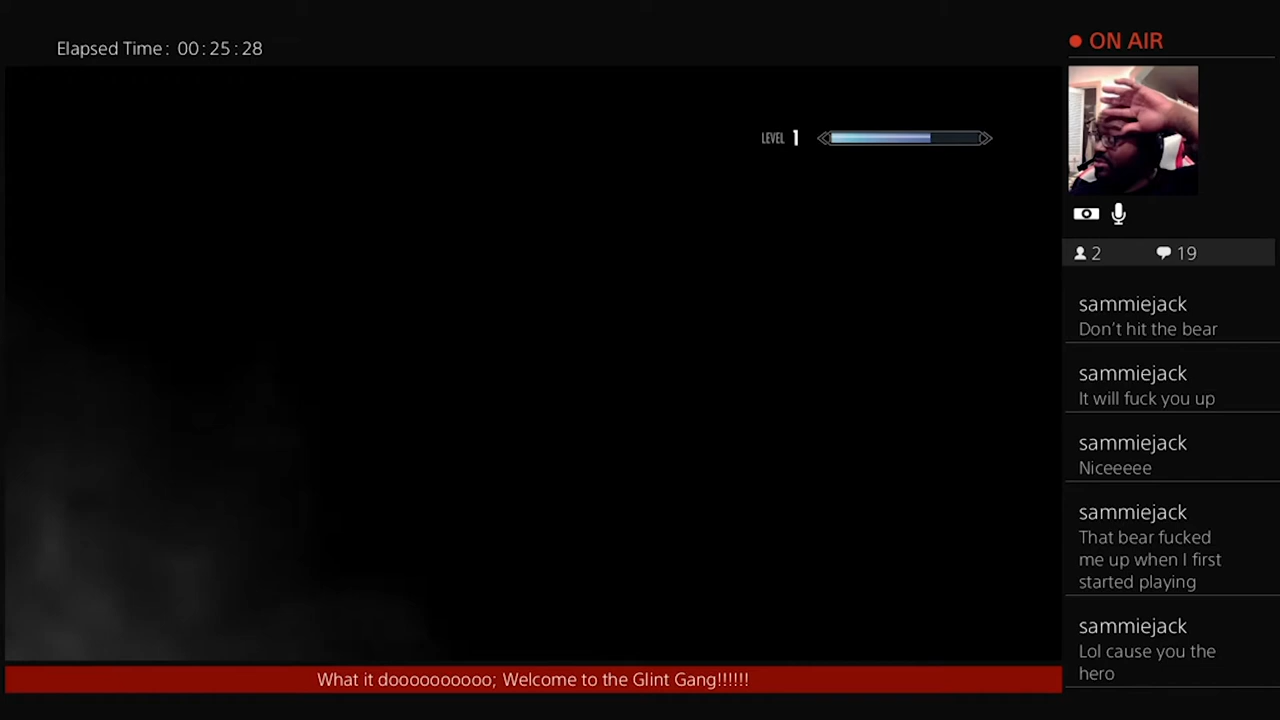 Elapsed Time: 00:25:28
ON AIR
LEVEL 1
2 19
sammiejack
Don't hit the bear
sammiejack
It will fuck you up
sammiejack
Niceeeee
sammiejack
That bear fucked
me up when I first
started playing
sammiejack
Lol cause you the
hero
What it doooooooooo; Welcome to the Glint Gang!!!!!!